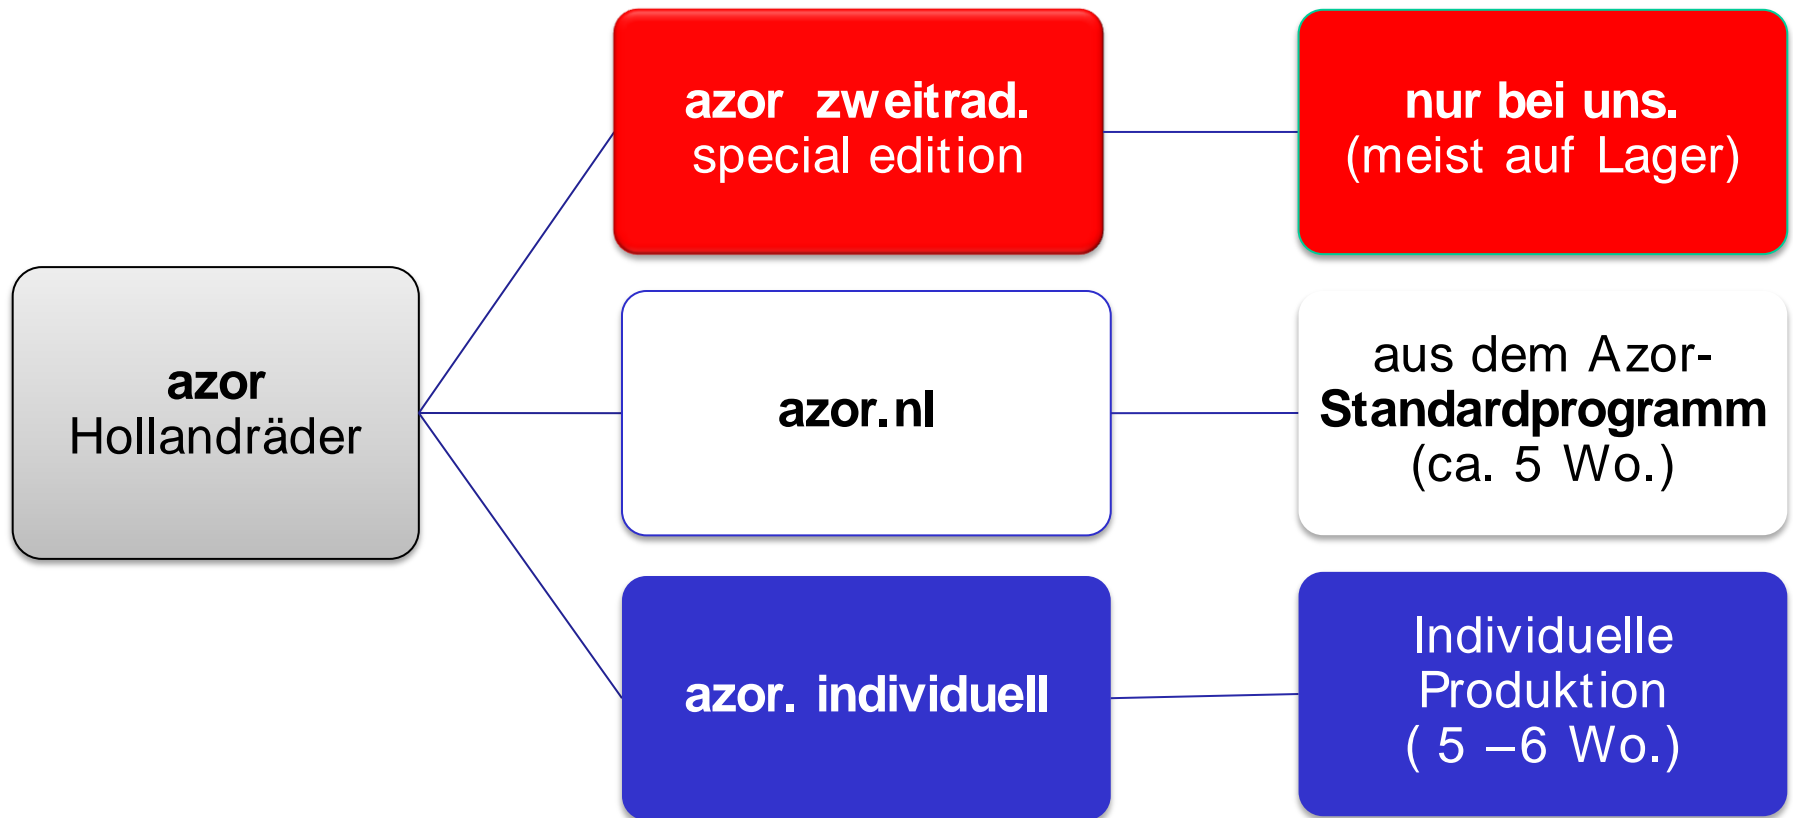 azor zweitrad.
special edition
nur bei uns.
(meist auf Lager)
azor
Hollandräder
azor.nl
aus dem Azor-
Standardprogramm
(ca. 5 Wo.)
azor. individuell
Individuelle
Produktion
( 5 –6 Wo.)